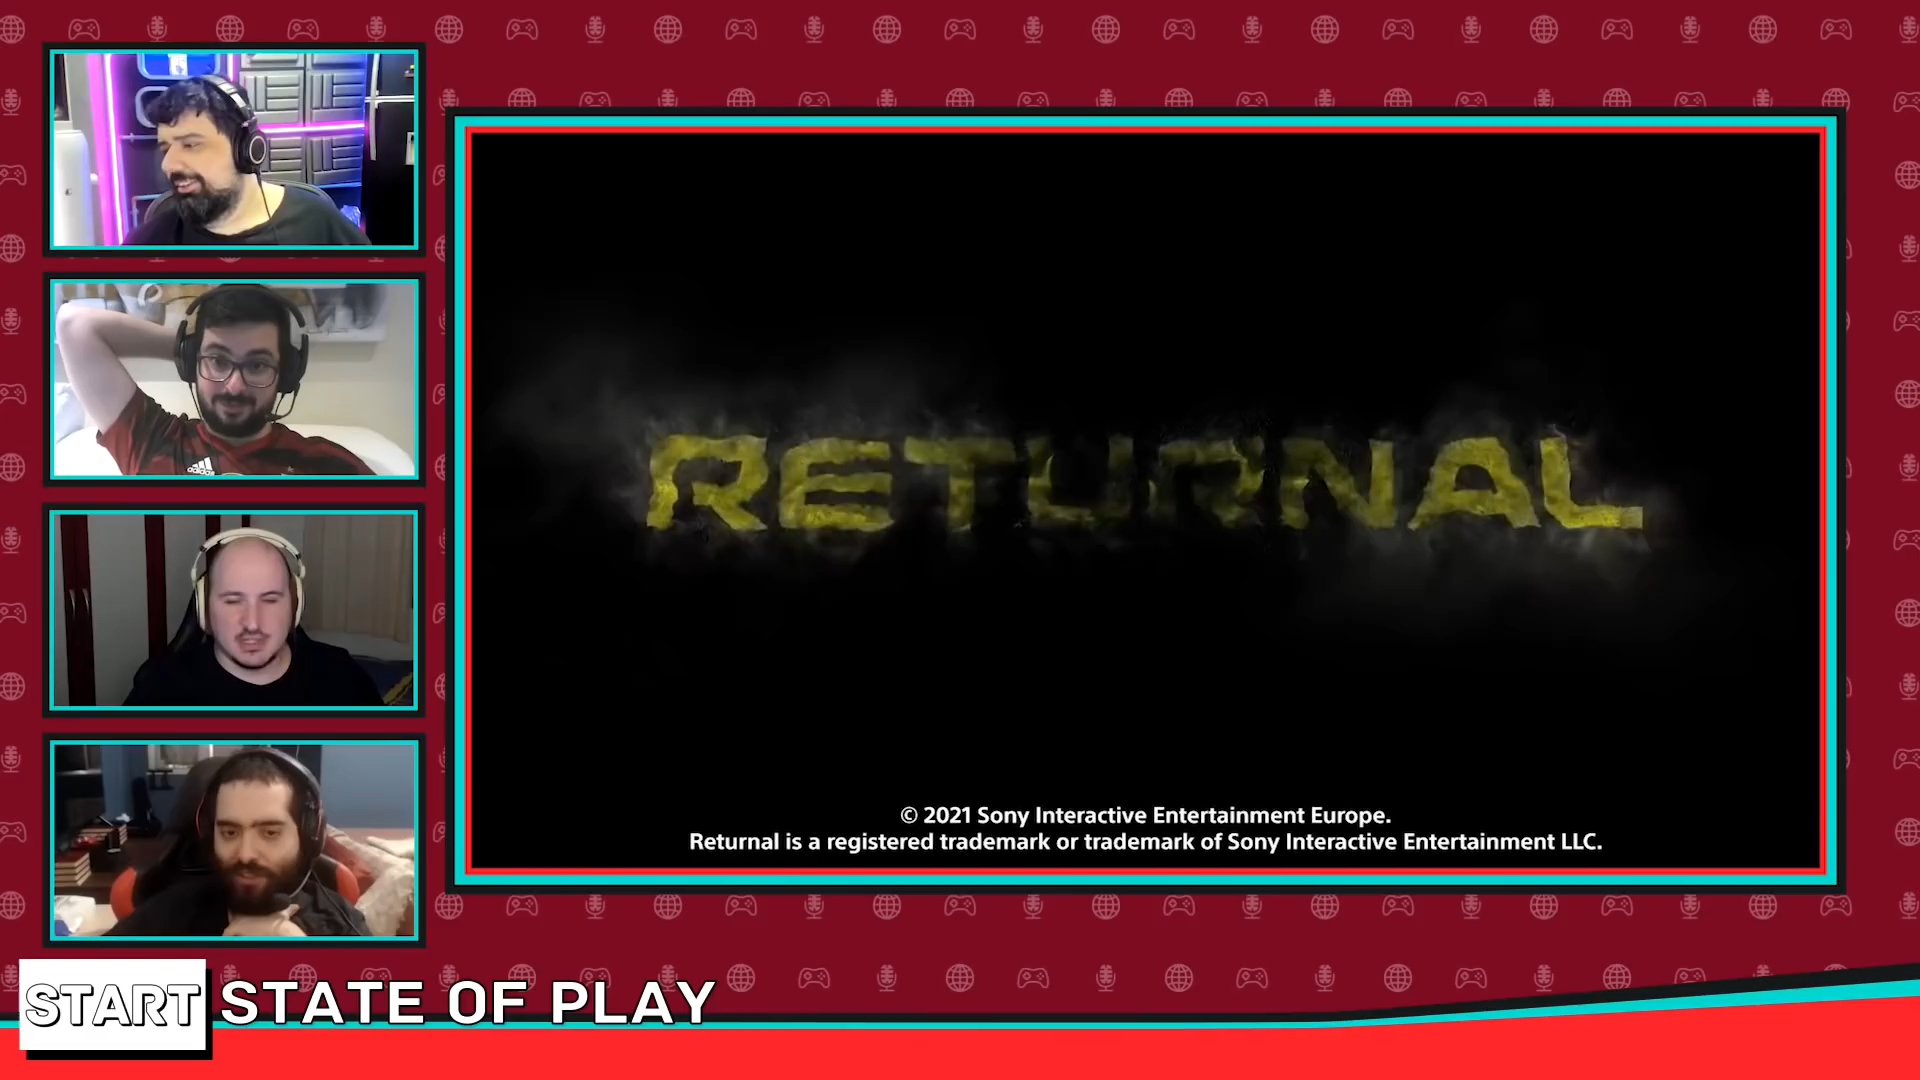 adidas
RETURNAL
© 2021 Sony Interactive Entertainment Europe.
Returnal is a registered trademark or trademark of Sony Interactive Entertainment LLC.
START STATE OF PLAY